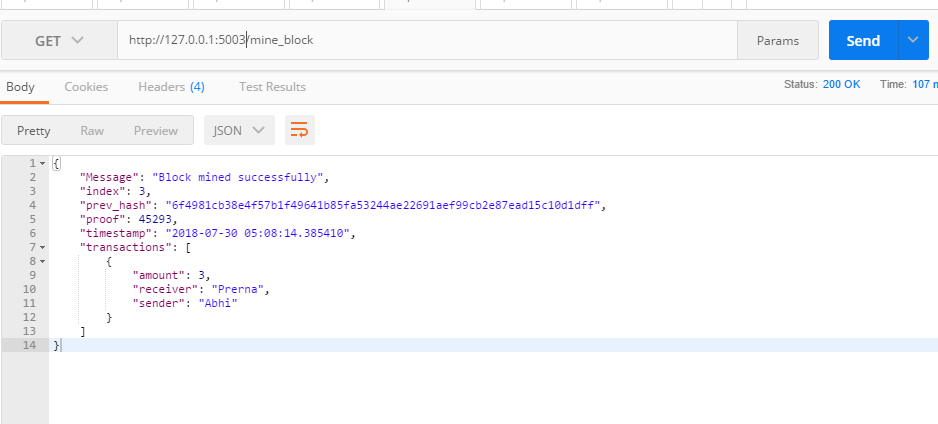 GET http://127.0.0.1:5003/mine_block Params Send
Body Cookies Headers (4) Test Results Status: 200 OK Time: 107 m
Pretty Raw Preview JSON
1 {
2 "Message": "Block mined successfully",
3 "index": 3,
4 "prev_hash": "6f4981cb38e4f57b1f49641b85fa53244ae22691aef99cb2e87ead15c10d1dff",
5 "proof": 45293,
6 "timestamp": "2018-07-30 05:08:14.385410",
7 "transactions": [
8 {
9 "amount": 3,
10 "receiver": "Prerna",
11 "sender": "Abhi"
12 }
13 ]
14 }